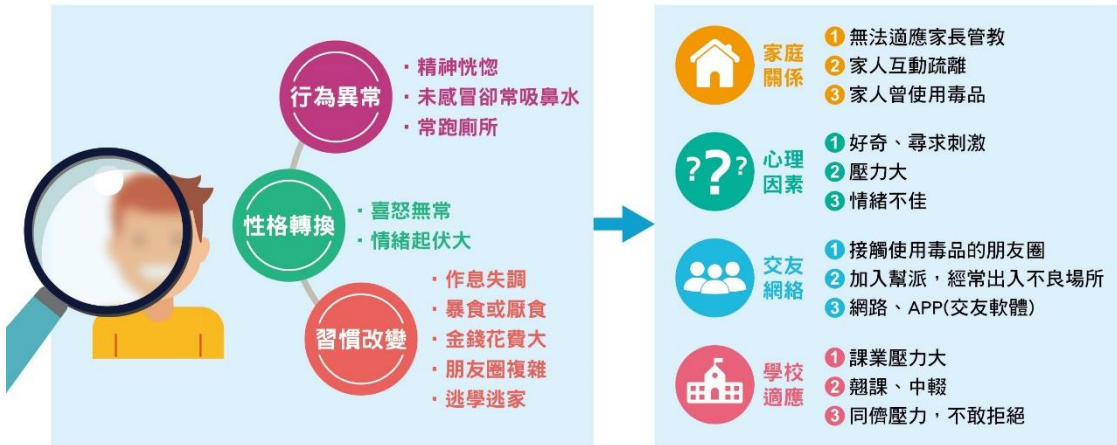 行為異常
・精神恍惚
・未感冒卻常吸鼻水
・常跑廁所
性格轉換
・喜怒無常
・情緒起伏大
習慣改變
・作息失調
・暴食或厭食
・金錢花費大
・朋友圈複雜
・逃學逃家
家庭
關係
1 無法適應家長管教
2 家人互動疏離
3 家人曾使用毒品
???
心理
因素
1 好奇、尋求刺激
2 壓力大
3 情緒不佳
交友
網絡
1 接觸使用毒品的朋友圈
2 加入幫派，經常出入不良場所
3 網路、APP(交友軟體)
學校
適應
1 課業壓力大
2 翹課、中輟
3 同儕壓力，不敢拒絕